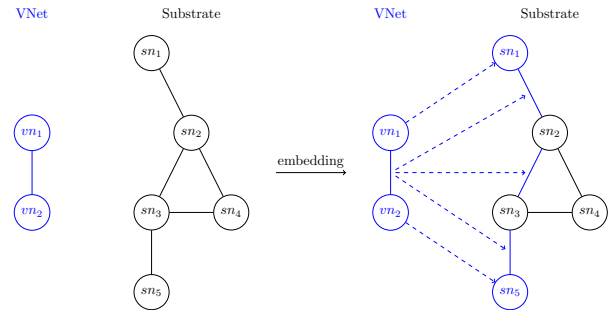 VNet
Substrate
sn₁
vn₁
sn₂
vn₂
sn₃
sn₄
sn₅
embedding
VNet
Substrate
sn₁
vn₁
sn₂
vn₂
sn₃
sn₄
sn₅